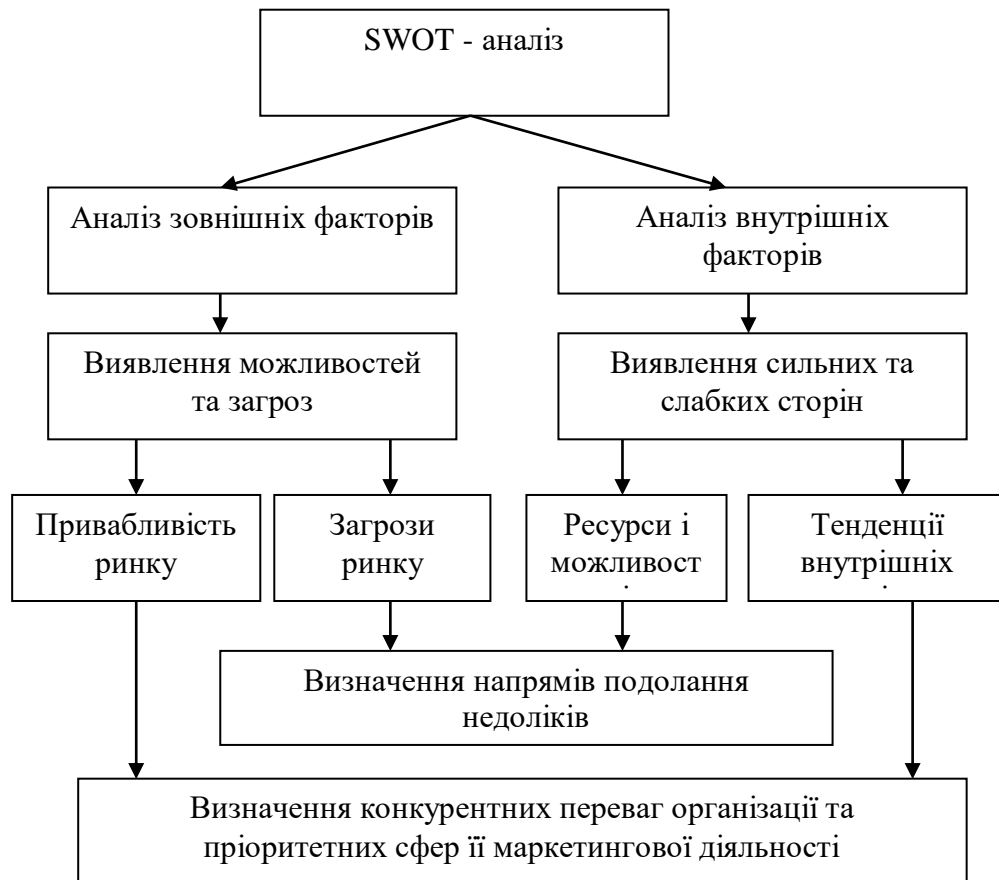 SWOT - аналіз
Аналіз зовнішніх факторів
Аналіз внутрішніх
факторів
Виявлення можливостей
та загроз
Виявлення сильних та
слабких сторін
Привабливість
ринку
Загрози
ринку
Ресурси і
можливост
Тенденції
внутрішніх
Визначення напрямів подолання
недоліків
Визначення конкурентних переваг організації та
пріоритетних сфер її маркетингової діяльності